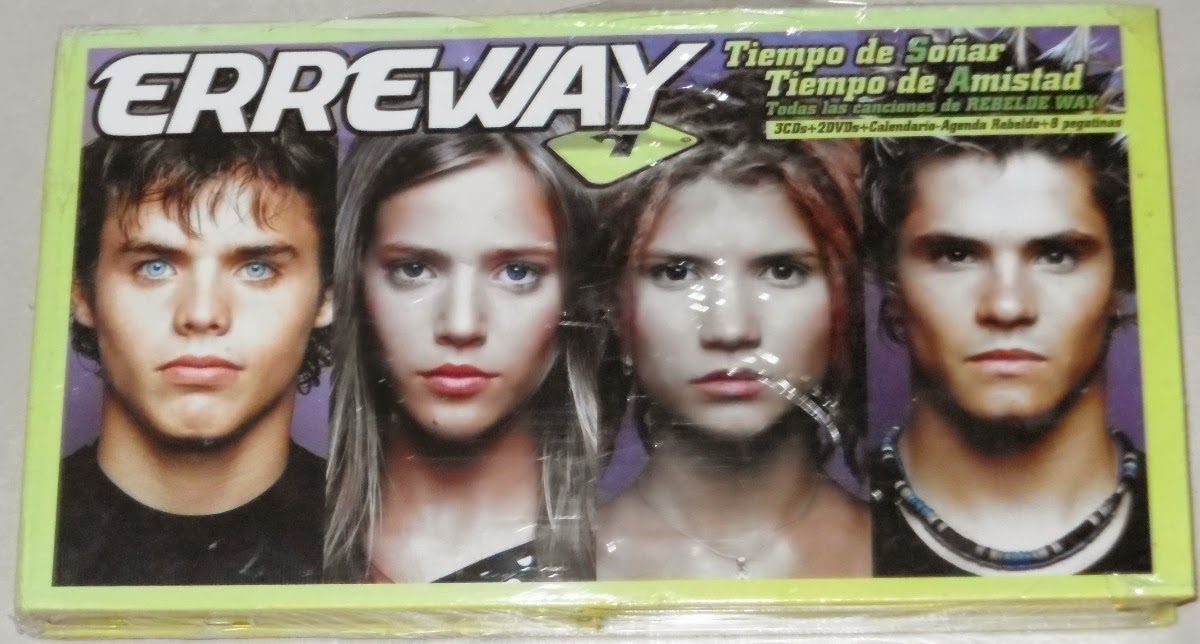 ERREWAY
Tiempo de Soñar
Tiempo de Amistad
Todas las canciones de REBELDE WAY
3CDs+2DVDs+Calendario-Agenda Rebelde+8 pegatinas